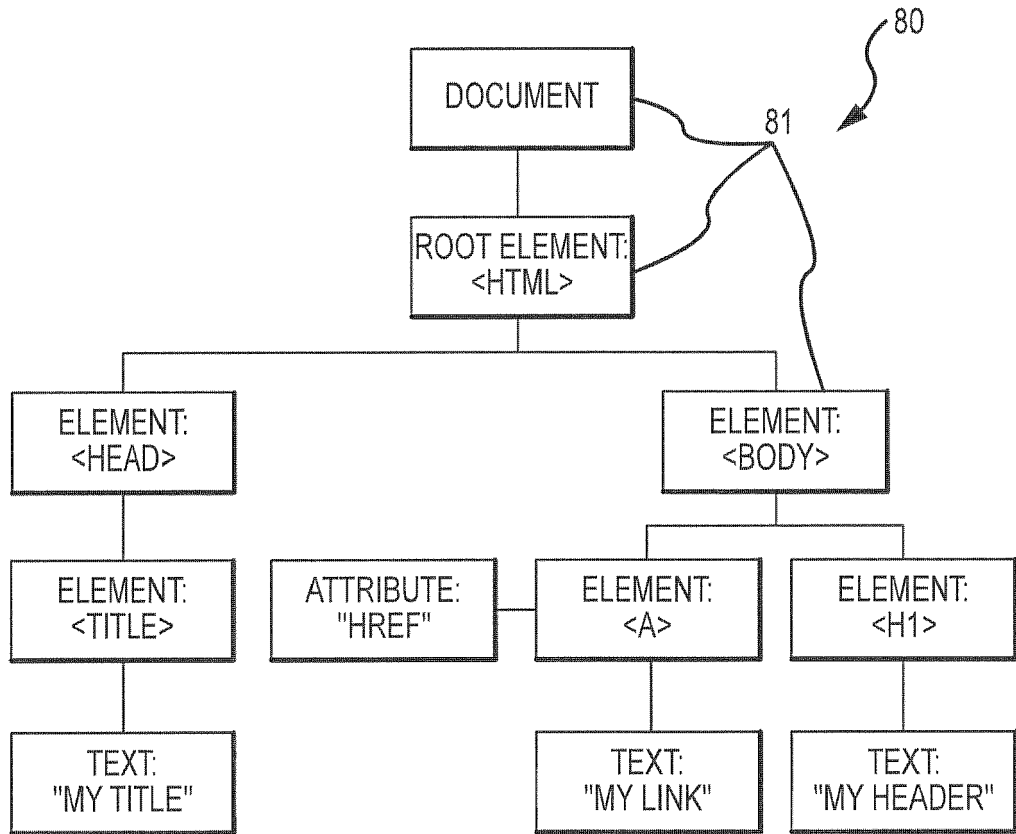 80
DOCUMENT
81
ROOT ELEMENT:
<HTML>
ELEMENT:
<HEAD>
ELEMENT:
<BODY>
ELEMENT:
<TITLE>
ATTRIBUTE:
"HREF"
ELEMENT:
<A>
ELEMENT:
<H1>
TEXT:
"MY TITLE"
TEXT:
"MY LINK"
TEXT:
"MY HEADER"